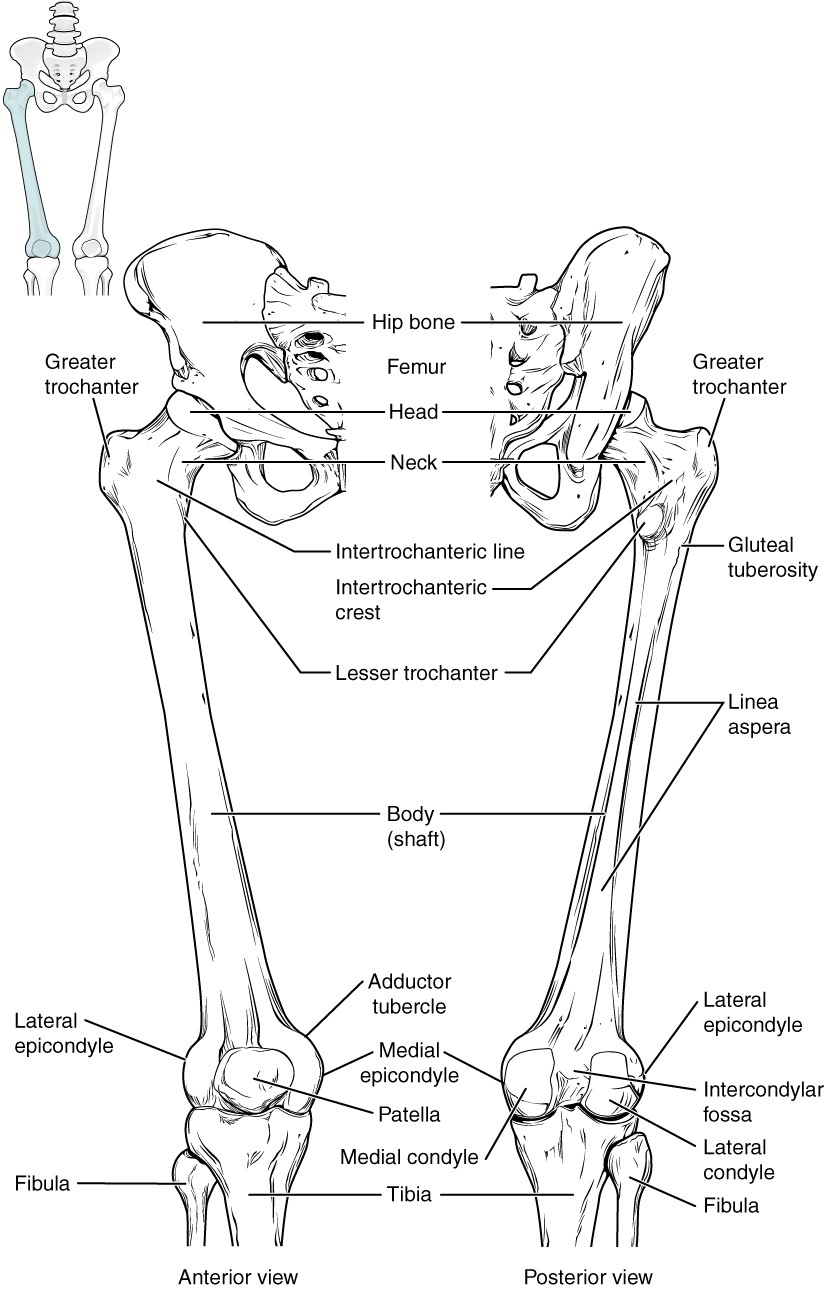 Hip bone
Femur
Greater
trochanter
Greater
trochanter
Head
Neck
Intertrochanteric line
Gluteal
tuberosity
Intertrochanteric
crest
Lesser trochanter
Linea
aspera
Body
(shaft)
Adductor
tubercle
Lateral
epicondyle
Lateral
epicondyle
Medial
epicondyle
Intercondylar
fossa
Patella
Medial condyle
Lateral
condyle
Fibula
Tibia
Fibula
Anterior view
Posterior view